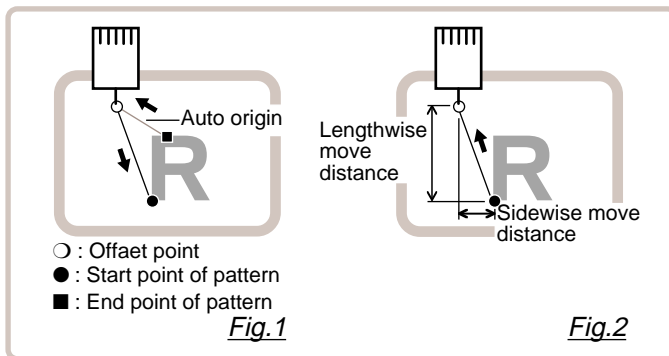 Auto origin
R
○ : Offaet point
● : Start point of pattern
■ : End point of pattern
Fig.1
Lengthwise
move
distance
R
Sidewise move
distance
Fig.2